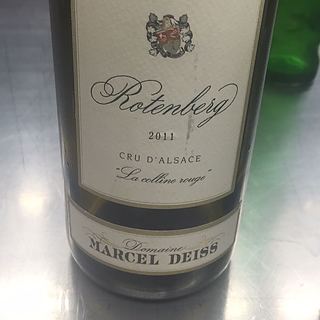 Rotenberg
2011
CRU D'ALSACE
"La colline rouge"
Domaine
MARCEL DEISS